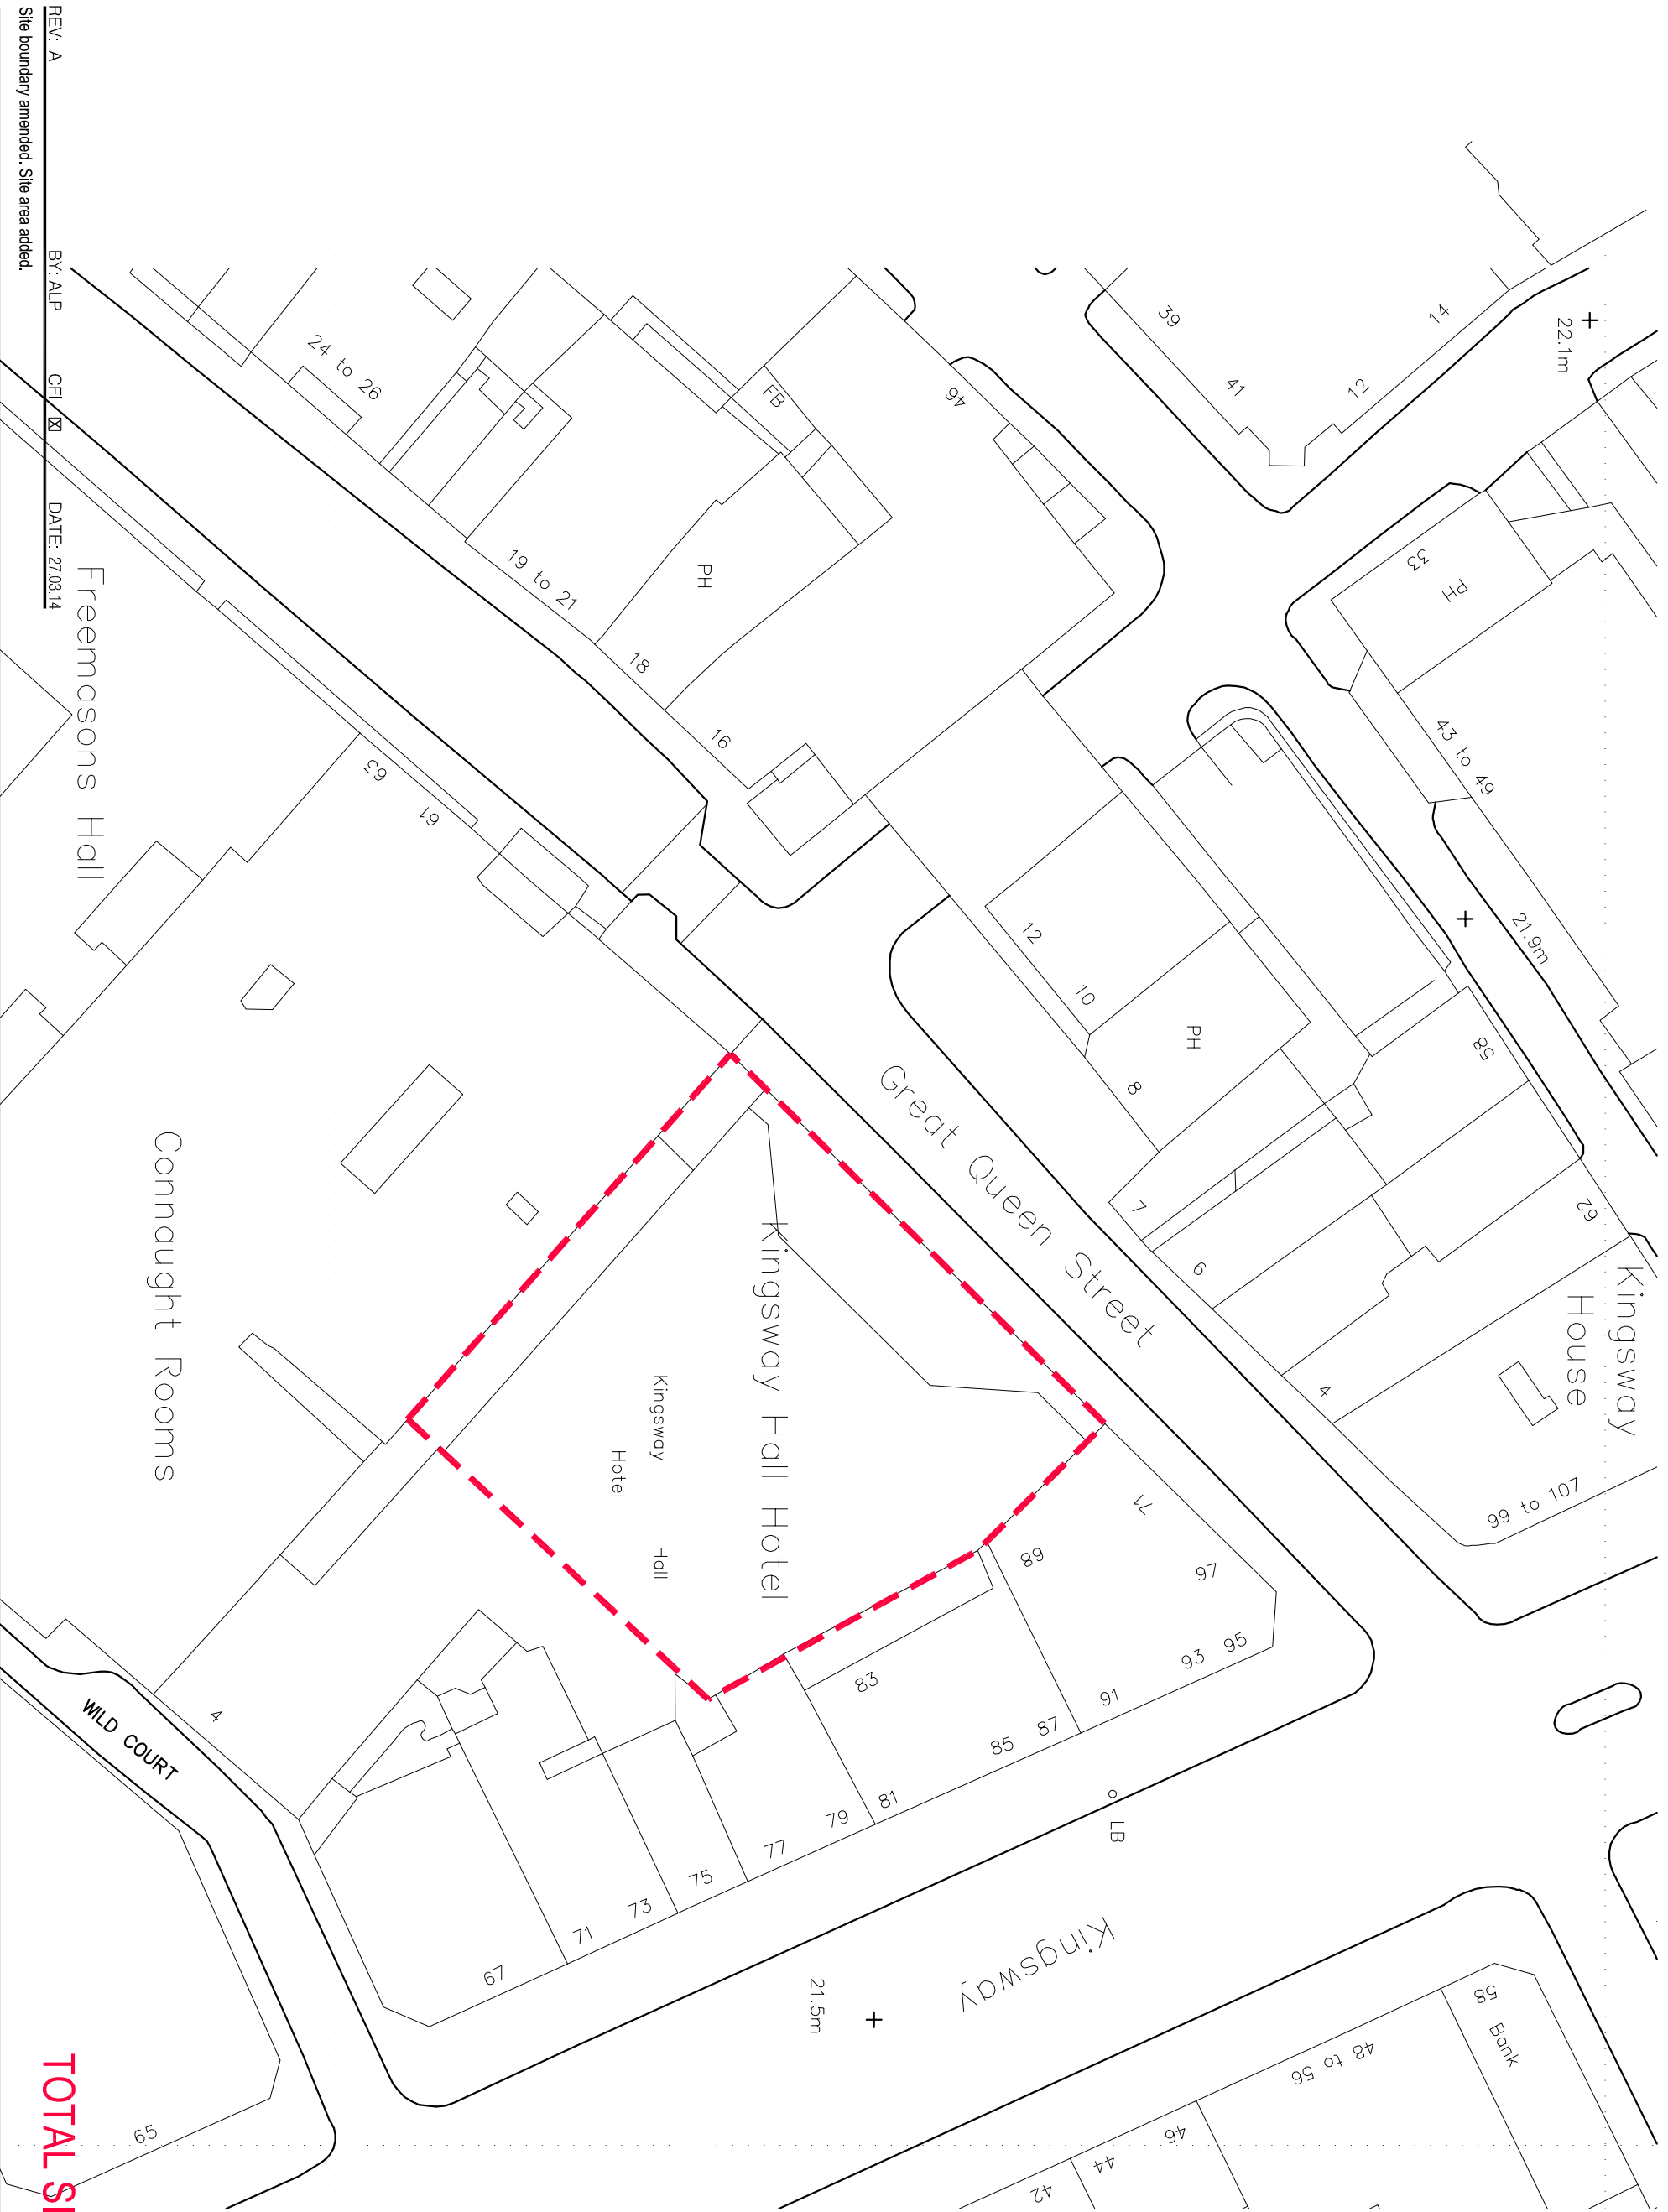 REV: A BY: ALP CFI ☒ DATE: 27.03.14
Site boundary amended. Site area added.
22.1m
14
12
39
41
46
33
PH
43 to 49
21.9m
58
62
Kingsway
House
99 to 107
24 to 26
FB
PH
19 to 21
18
16
12
10
PH
8
7
6
4
Great Queen Street
Freemasons Hall
63
61
Connaught Rooms
Kingsway Hall Hotel
Kingsway
Hall
Hotel
71
97
95
93
91
89
87
85
83
81
79
77
75
73
71
67
LB
Kingsway
21.5m
4
WILD COURT
65
58
Bank
48 to 56
46
44
42
TOTAL SI